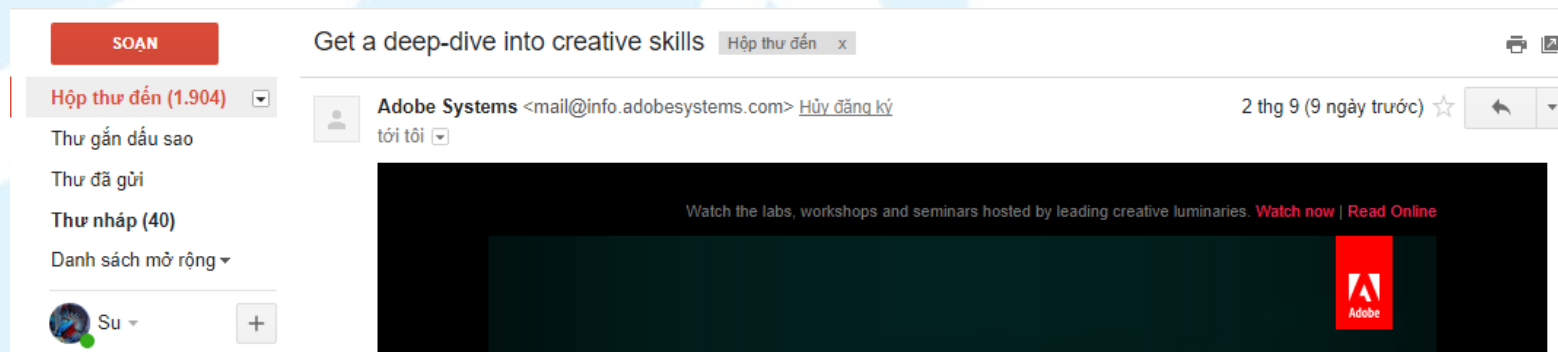 SOẠN
Hộp thư đến (1.904)
Thư gắn dấu sao
Thư đã gửi
Thư nháp (40)
Danh sách mở rộng
Su
Get a deep-dive into creative skills Hộp thư đến x
Adobe Systems <mail@info.adobesystems.com> Hủy đăng ký
2 thg 9 (9 ngày trước)
tới tôi
Watch the labs, workshops and seminars hosted by leading creative luminaries. Watch now | Read Online
Adobe